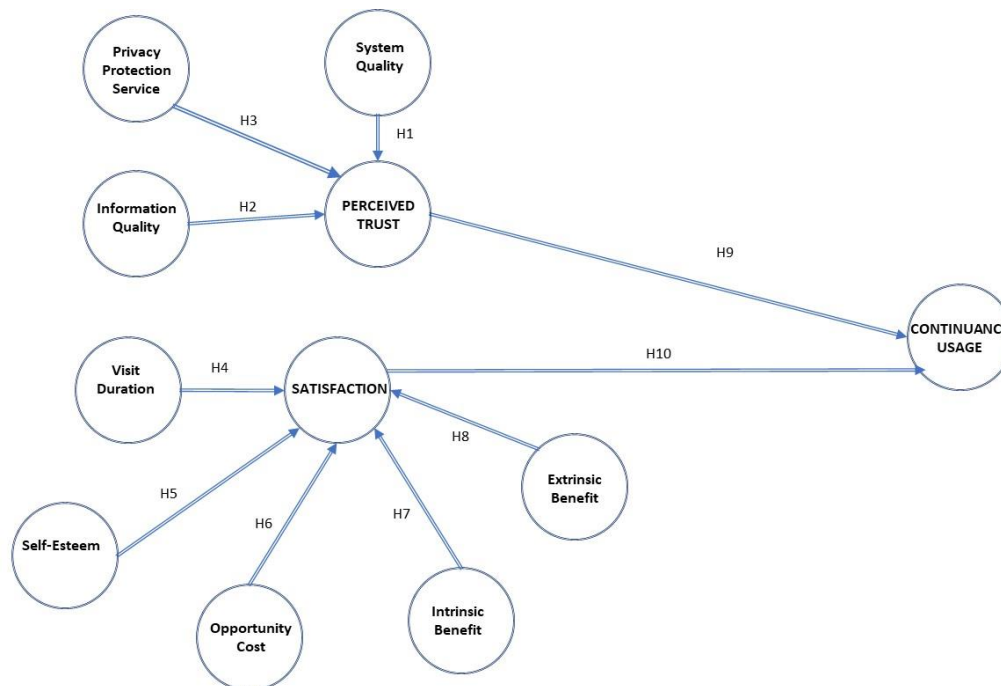 Privacy
Protection
Service
System
Quality
H3
H1
Information
Quality
H2
PERCEIVED
TRUST
H9
CONTINUANC
USAGE
H10
Visit
Duration
H4
SATISFACTION
H8
Extrinsic
Benefit
H5
H6
H7
Self-Esteem
Opportunity
Cost
Intrinsic
Benefit